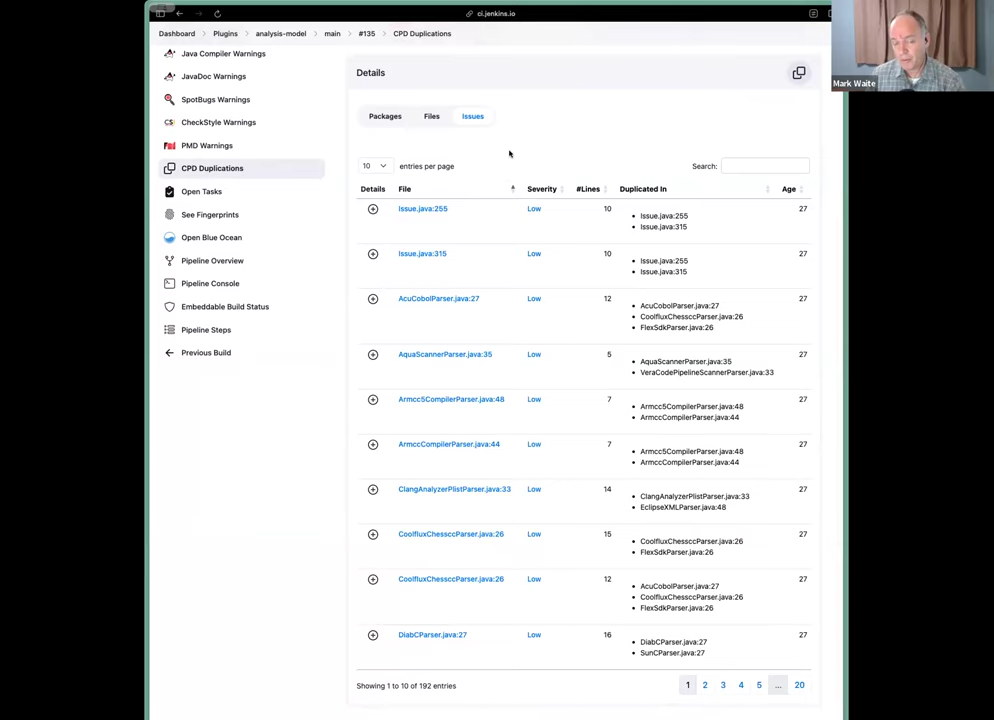 ci.jenkins.io
Dashboard > Plugins > analysis-model > main > #135 > CPD Duplications
Mark Waite
Java Compiler Warnings
JavaDoc Warnings
SpotBugs Warnings
CS CheckStyle Warnings
PMD Warnings
CPD Duplications
Open Tasks
See Fingerprints
Open Blue Ocean
Pipeline Overview
Pipeline Console
Embeddable Build Status
Pipeline Steps
Previous Build
Details
Packages Files Issues
10 entries per page Search:
Details File Severity #Lines Duplicated In Age
Issue.java:255 Low 10 27
• Issue.java:255
• Issue.java:315
Issue.java:315 Low 10 27
• Issue.java:255
• Issue.java:315
AcuCobolParser.java:27 Low 12 27
• AcuCobolParser.java:27
• CoolfluxChessccParser.java:26
• FlexSdkParser.java:26
AquaScannerParser.java:35 Low 5 27
• AquaScannerParser.java:35
• VeraCodePipelineScannerParser.java:33
Armcc5CompilerParser.java:48 Low 7 27
• Armcc5CompilerParser.java:48
• ArmccCompilerParser.java:44
ArmccCompilerParser.java:44 Low 7 27
• Armcc5CompilerParser.java:48
• ArmccCompilerParser.java:44
ClangAnalyzerPlistParser.java:33 Low 14 27
• ClangAnalyzerPlistParser.java:33
• EclipseXMLParser.java:48
CoolfluxChessccParser.java:26 Low 15 27
• CoolfluxChessccParser.java:26
• FlexSdkParser.java:26
CoolfluxChessccParser.java:26 Low 12 27
• AcuCobolParser.java:27
• CoolfluxChessccParser.java:26
• FlexSdkParser.java:26
DiabCParser.java:27 Low 16 27
• DiabCParser.java:27
• SunCParser.java:27
Showing 1 to 10 of 192 entries 1 2 3 4 5 ... 20